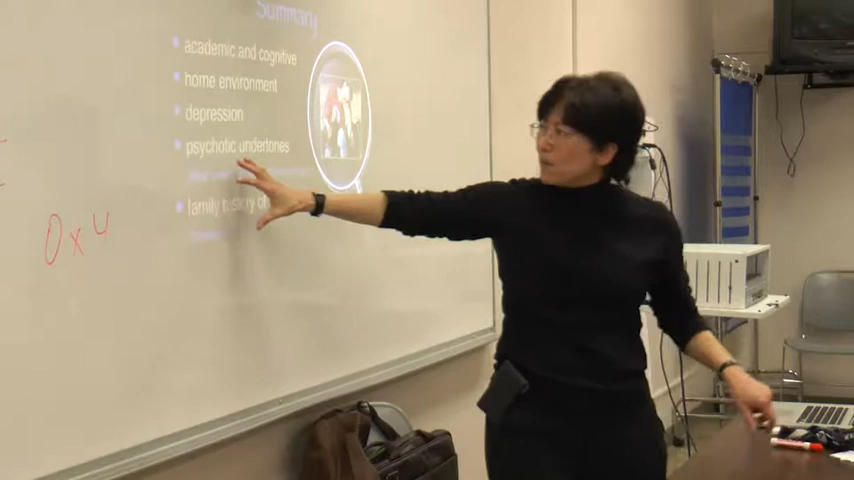 Summary
academic and cognitive
home environment
depression
psychotic undertones
family history of
0x4